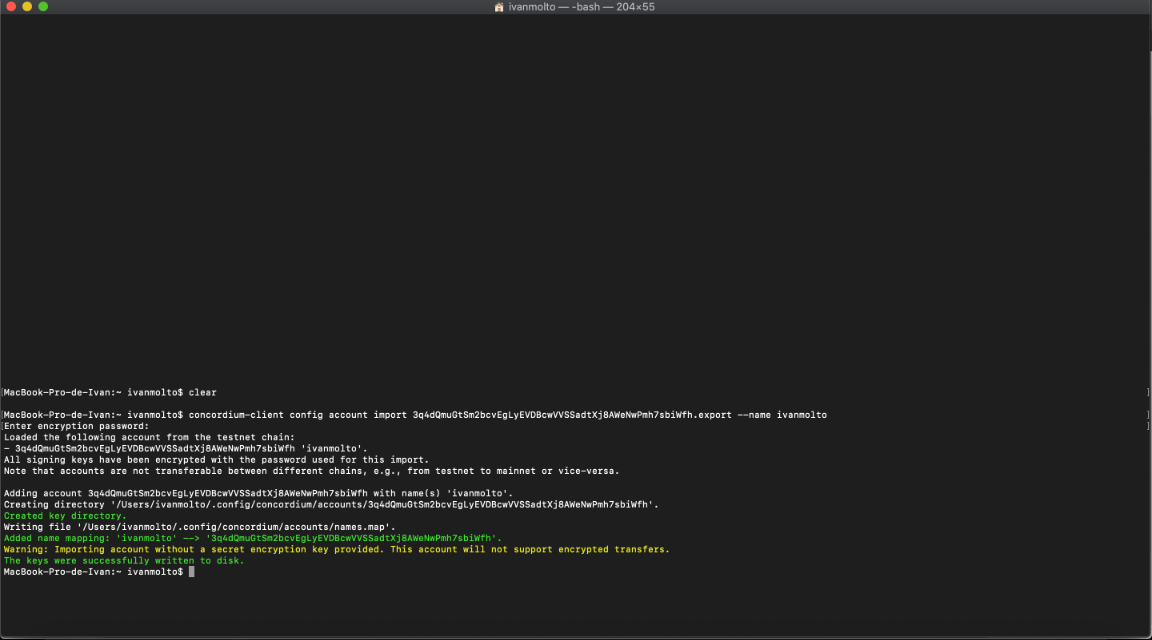 ivanmolto — -bash — 204×55
MacBook-Pro-de-Ivan:~ ivanmolto$ clear
MacBook-Pro-de-Ivan:~ ivanmolto$ concordium-client config account import 3q4dQmuGtSm2bcvEgLyEVDBcwVVSSadtXj8AWeNwPmh7sbiWfh.export --name ivanmolto
Enter encryption password:
Loaded the following account from the testnet chain:
- 3q4dQmuGtSm2bcvEgLyEVDBcwVVSSadtXj8AWeNwPmh7sbiWfh 'ivanmolto'.
All signing keys have been encrypted with the password used for this import.
Note that accounts are not transferable between different chains, e.g., from testnet to mainnet or vice-versa.
Adding account 3q4dQmuGtSm2bcvEgLyEVDBcwVVSSadtXj8AWeNwPmh7sbiWfh with name(s) 'ivanmolto'.
Creating directory '/Users/ivanmolto/.config/concordium/accounts/3q4dQmuGtSm2bcvEgLyEVDBcwVVSSadtXj8AWeNwPmh7sbiWfh'.
Created key directory.
Writing file '/Users/ivanmolto/.config/concordium/accounts/names.map'.
Added name mapping: 'ivanmolto' --> '3q4dQmuGtSm2bcvEgLyEVDBcwVVSSadtXj8AWeNwPmh7sbiWfh'.
Warning: Importing account without a secret encryption key provided. This account will not support encrypted transfers.
The keys were successfully written to disk.
MacBook-Pro-de-Ivan:~ ivanmolto$